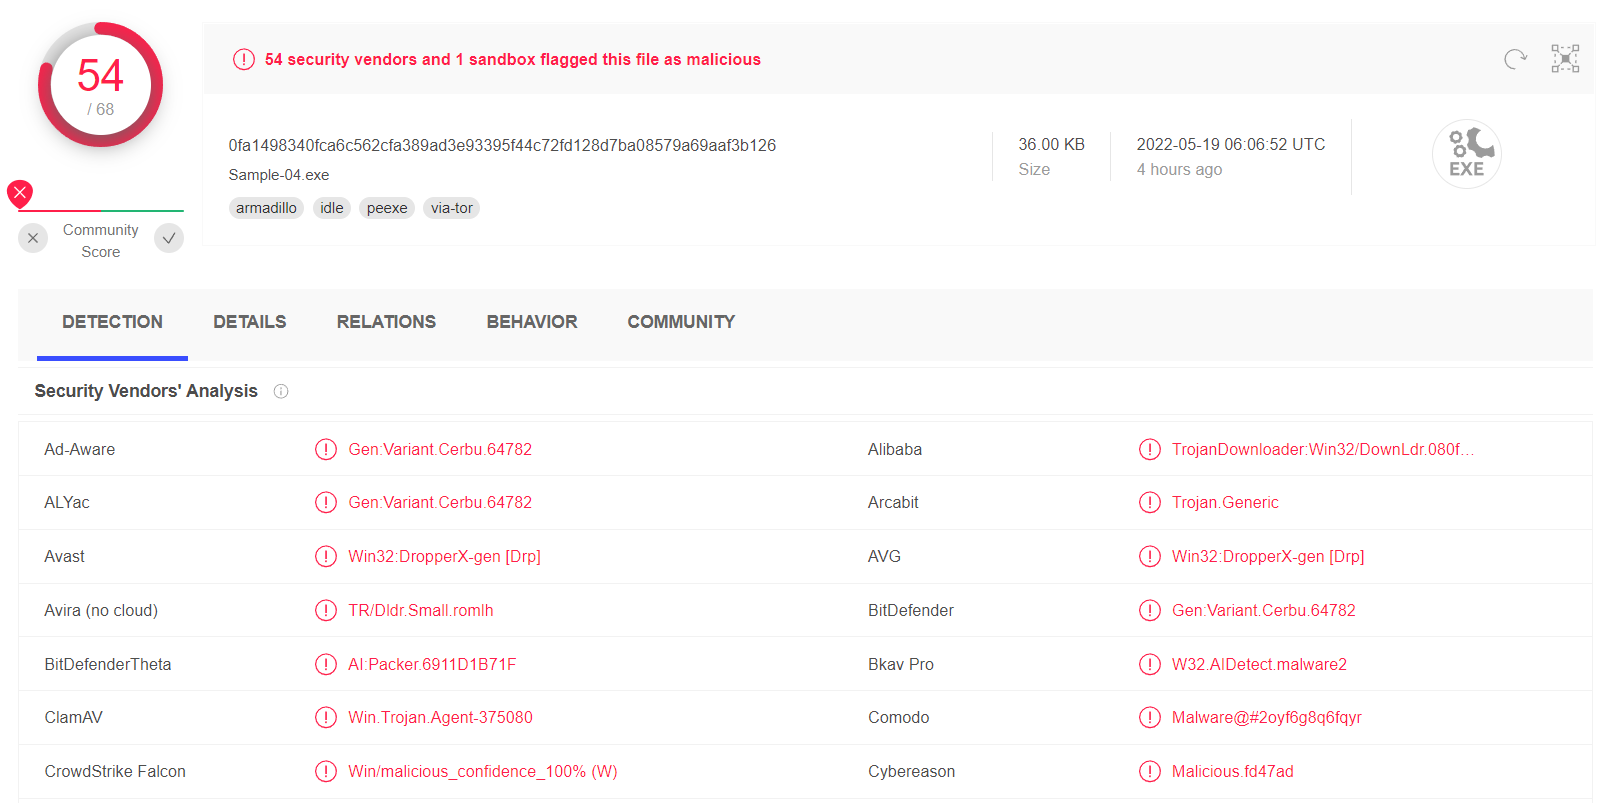 54
/ 68
54 security vendors and 1 sandbox flagged this file as malicious
0fa1498340fca6c562cfa389ad3e93395f44c72fd128d7ba08579a69aaf3b126
Sample-04.exe
armadillo idle peexe via-tor
36.00 KB
Size
2022-05-19 06:06:52 UTC
4 hours ago
EXE
Community
Score
DETECTION DETAILS RELATIONS BEHAVIOR COMMUNITY
Security Vendors' Analysis
Ad-Aware Gen:Variant.Cerbu.64782 Alibaba TrojanDownloader:Win32/DownLdr.080f…
ALYac Gen:Variant.Cerbu.64782 Arcabit Trojan.Generic
Avast Win32:DropperX-gen [Drp] AVG Win32:DropperX-gen [Drp]
Avira (no cloud) TR/Dldr.Small.romlh BitDefender Gen:Variant.Cerbu.64782
BitDefenderTheta AI:Packer.6911D1B71F Bkav Pro W32.AIDetect.malware2
ClamAV Win.Trojan.Agent-375080 Comodo Malware@#2oyf6g8q6fqyr
CrowdStrike Falcon Win/malicious_confidence_100% (W) Cybereason Malicious.fd47ad